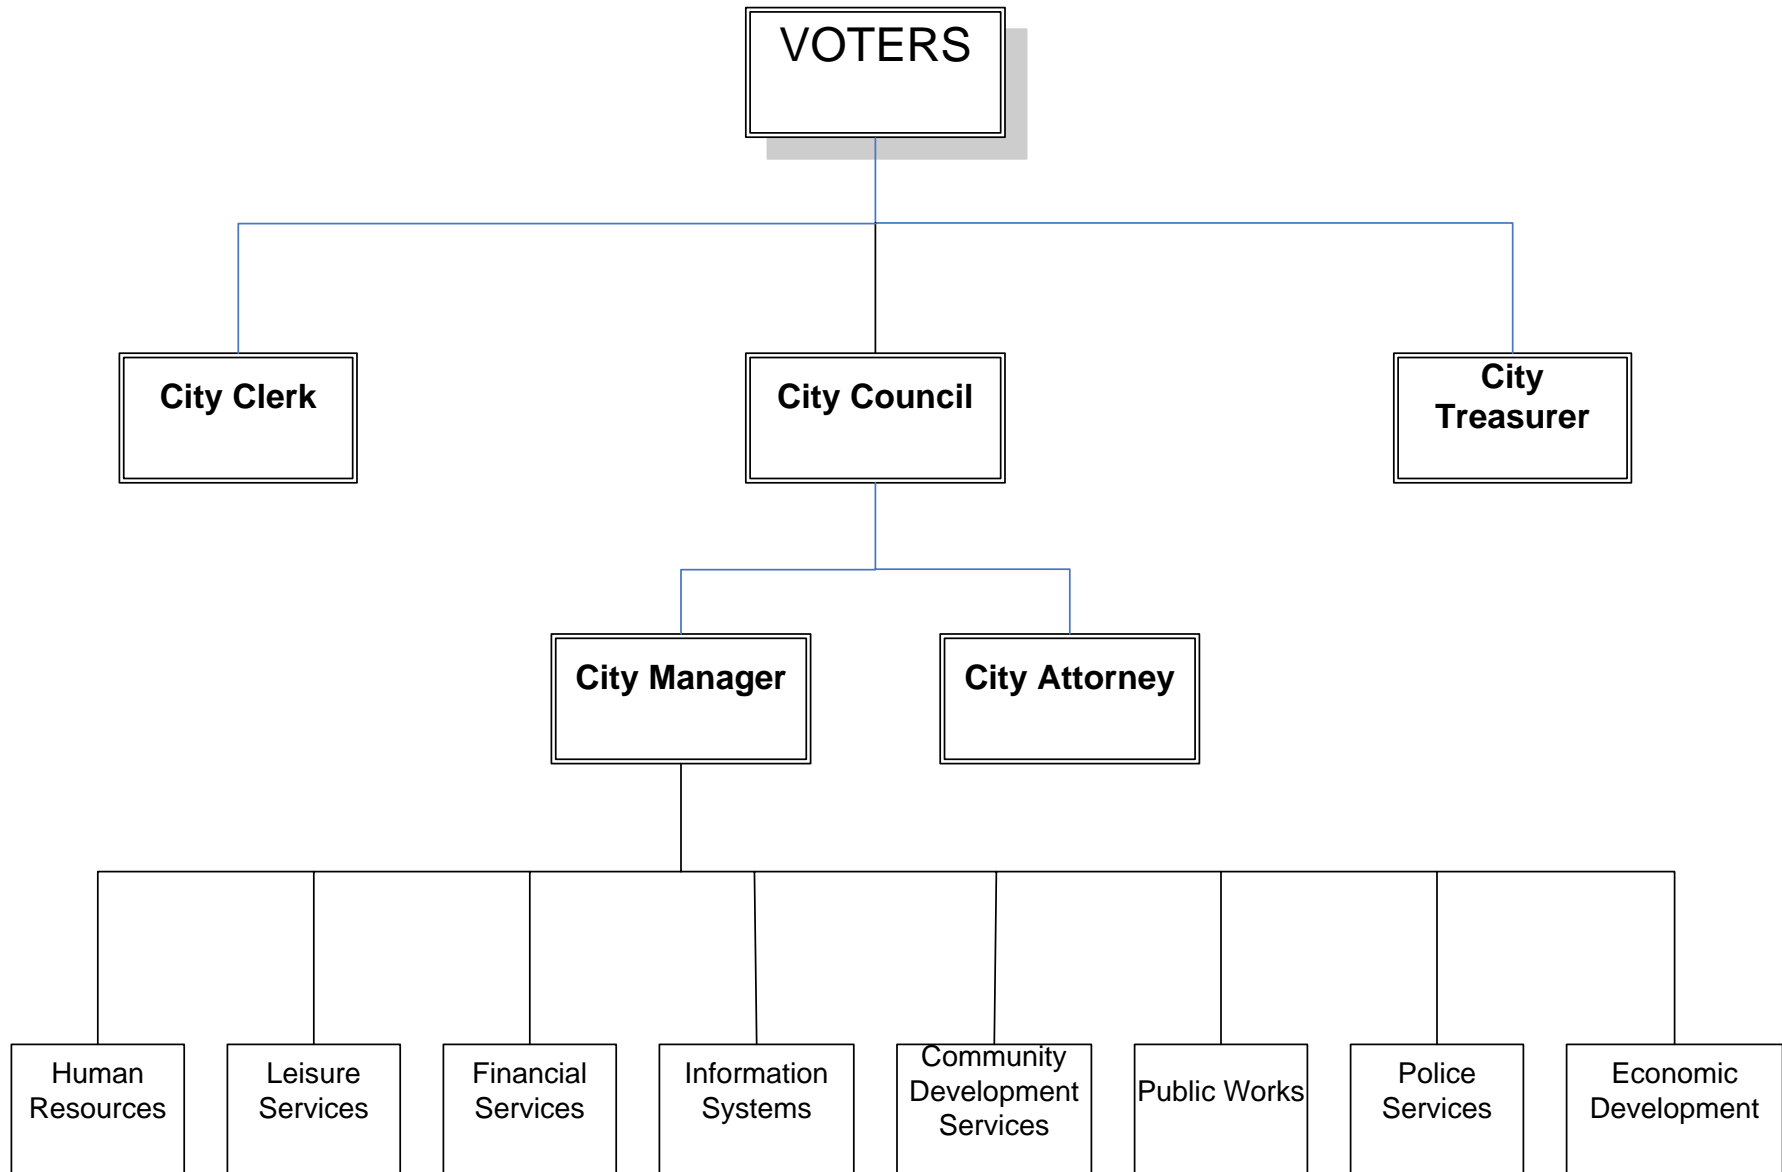 VOTERS
City Clerk
City Council
City
Treasurer
City Manager
City Attorney
Human
Resources
Leisure
Services
Financial
Services
Information
Systems
Community
Development
Services
Public Works
Police
Services
Economic
Development